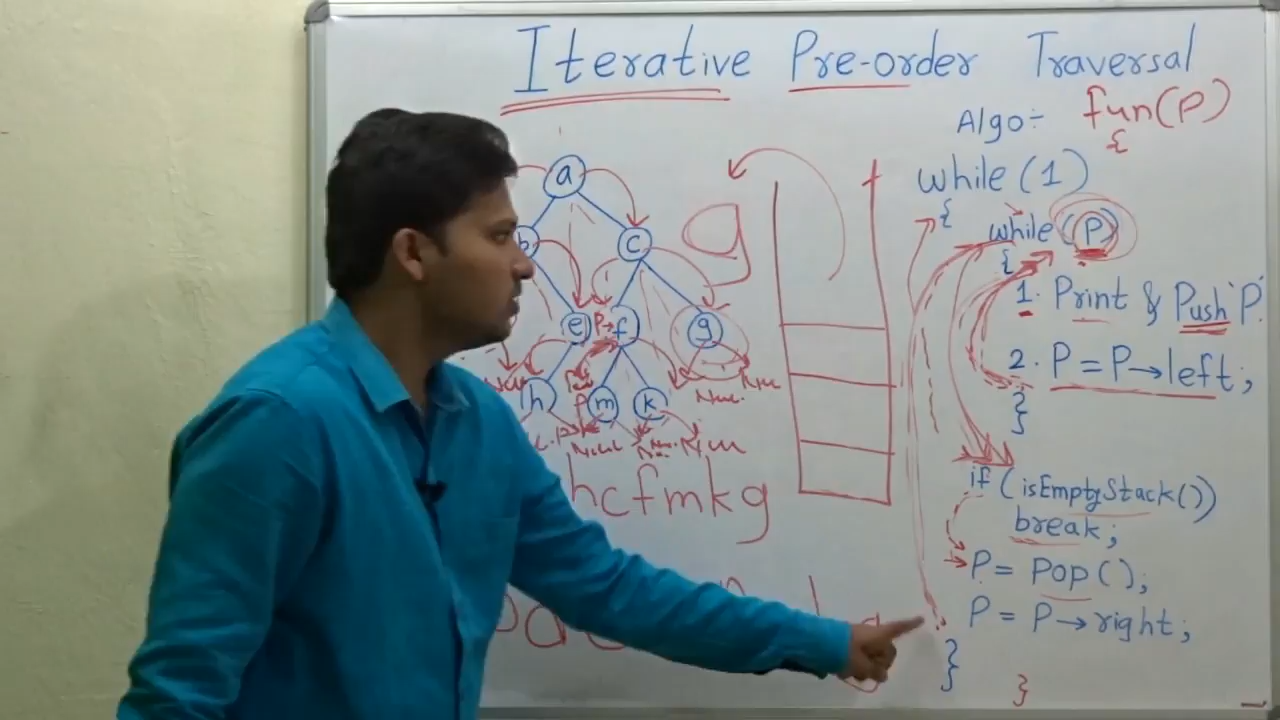 Iterative Pre-order Traversal
Algo:- fun(P)
{
while (1)
{
while (P)
{
1. Print & Push P.
2. P = P→left;
}
if (isEmptyStack())
break;
P = POP();
P = P→right;
}
}
a
b c
e P→ f g
h m k
g
hcfmkg